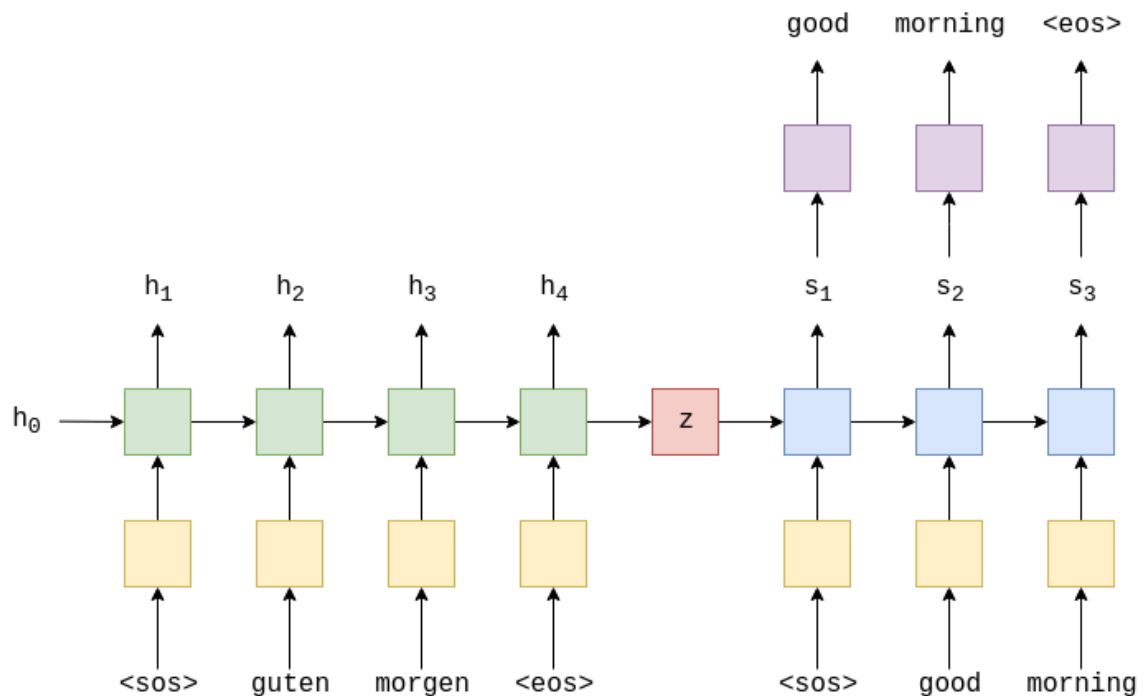 good morning <eos>
h₁ h₂ h₃ h₄ s₁ s₂ s₃
h₀ z
<sos> guten morgen <eos> <sos> good morning